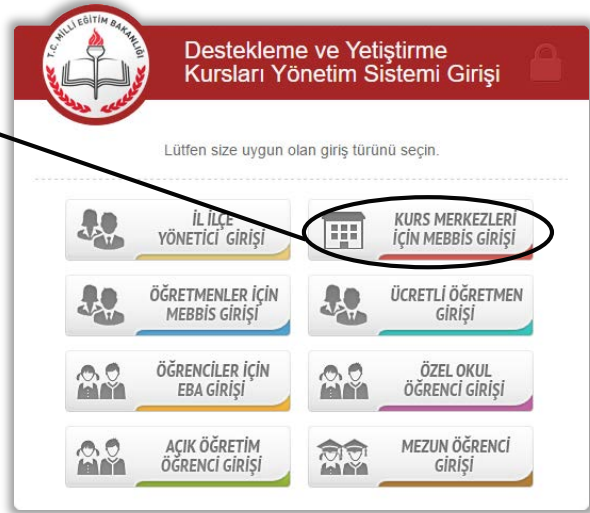 T.C. MİLLİ EĞİTİM BAKANLIĞI
Destekleme ve Yetiştirme
Kursları Yönetim Sistemi Girişi
Lütfen size uygun olan giriş türünü seçin.
İL İLÇE
YÖNETİCİ GİRİŞİ
KURS MERKEZLERİ
İÇİN MEBBİS GİRİŞİ
ÖĞRETMENLER İÇİN
MEBBİS GİRİŞİ
ÜCRETLİ ÖĞRETMEN
GİRİŞİ
ÖĞRENCİLER İÇİN
EBA GİRİŞİ
ÖZEL OKUL
ÖĞRENCİ GİRİŞİ
AÇIK ÖĞRETİM
ÖĞRENCİ GİRİŞİ
MEZUN ÖĞRENCİ
GİRİŞİ